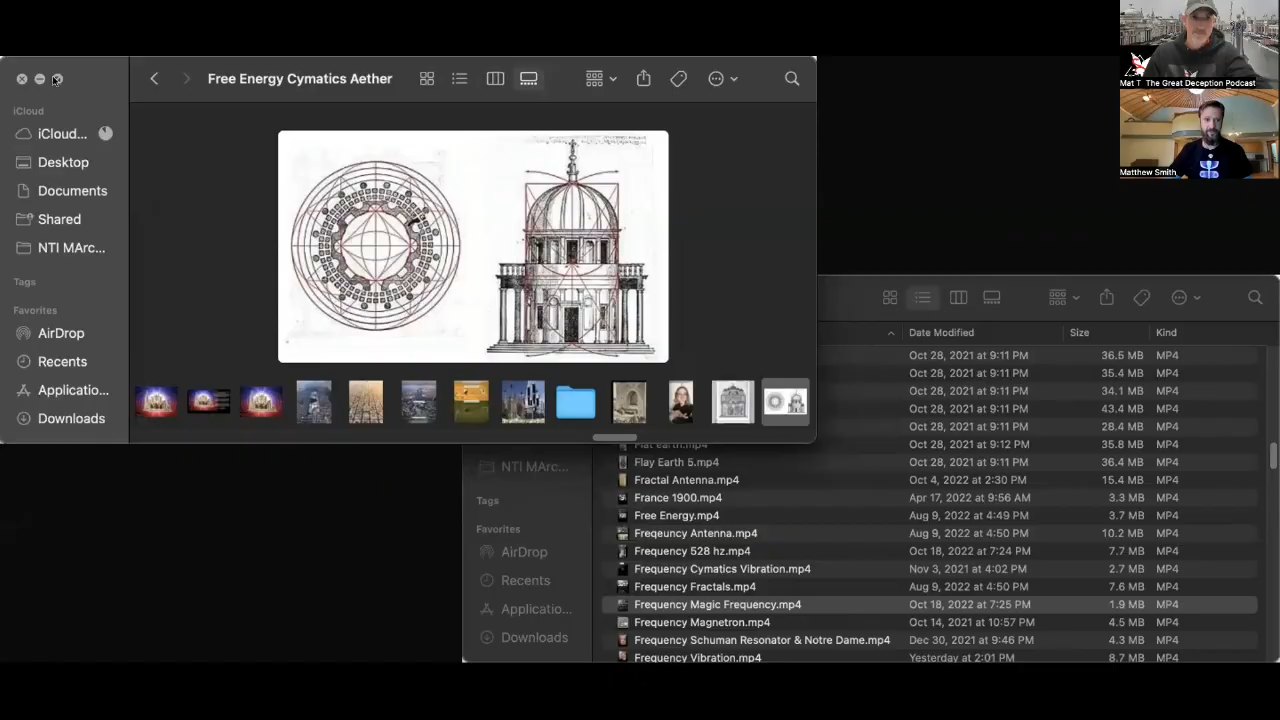 Free Energy Cymatics Aether
iCloud
iCloud...
Desktop
Documents
Shared
NTI MArc...
Tags
Favorites
AirDrop
Recents
Applicatio...
Downloads
Mat T The Great Deception Podcast
Matthew Smith
Date Modified Size Kind
Oct 28, 2021 at 9:11 PM 36.5 MB MP4
Oct 28, 2021 at 9:11 PM 35.4 MB MP4
Oct 28, 2021 at 9:11 PM 34.1 MB MP4
Oct 28, 2021 at 9:11 PM 43.4 MB MP4
Oct 28, 2021 at 9:11 PM 28.4 MB MP4
Flat earth.mp4 Oct 28, 2021 at 9:12 PM 35.8 MB MP4
Flay Earth 5.mp4 Oct 28, 2021 at 9:11 PM 36.4 MB MP4
Fractal Antenna.mp4 Oct 4, 2022 at 2:30 PM 15.4 MB MP4
France 1900.mp4 Apr 17, 2022 at 9:56 AM 3.3 MB MP4
Free Energy.mp4 Aug 9, 2022 at 4:49 PM 3.7 MB MP4
Freqeuncy Antenna.mp4 Aug 9, 2022 at 4:50 PM 10.2 MB MP4
Frequency 528 hz.mp4 Oct 18, 2022 at 7:24 PM 7.7 MB MP4
Frequency Cymatics Vibration.mp4 Nov 3, 2021 at 4:02 PM 2.7 MB MP4
Frequency Fractals.mp4 Aug 9, 2022 at 4:50 PM 7.6 MB MP4
Frequency Magic Frequency.mp4 Oct 18, 2022 at 7:25 PM 1.9 MB MP4
Frequency Magnetron.mp4 Oct 14, 2021 at 10:57 PM 4.5 MB MP4
Frequency Schuman Resonator & Notre Dame.mp4 Dec 30, 2021 at 9:46 PM 4.3 MB MP4
Frequency Vibration.mp4 Yesterday at 2:01 PM 8.7 MB MP4
NTI MArc...
Tags
Favorites
AirDrop
Recents
Applicatio...
Downloads